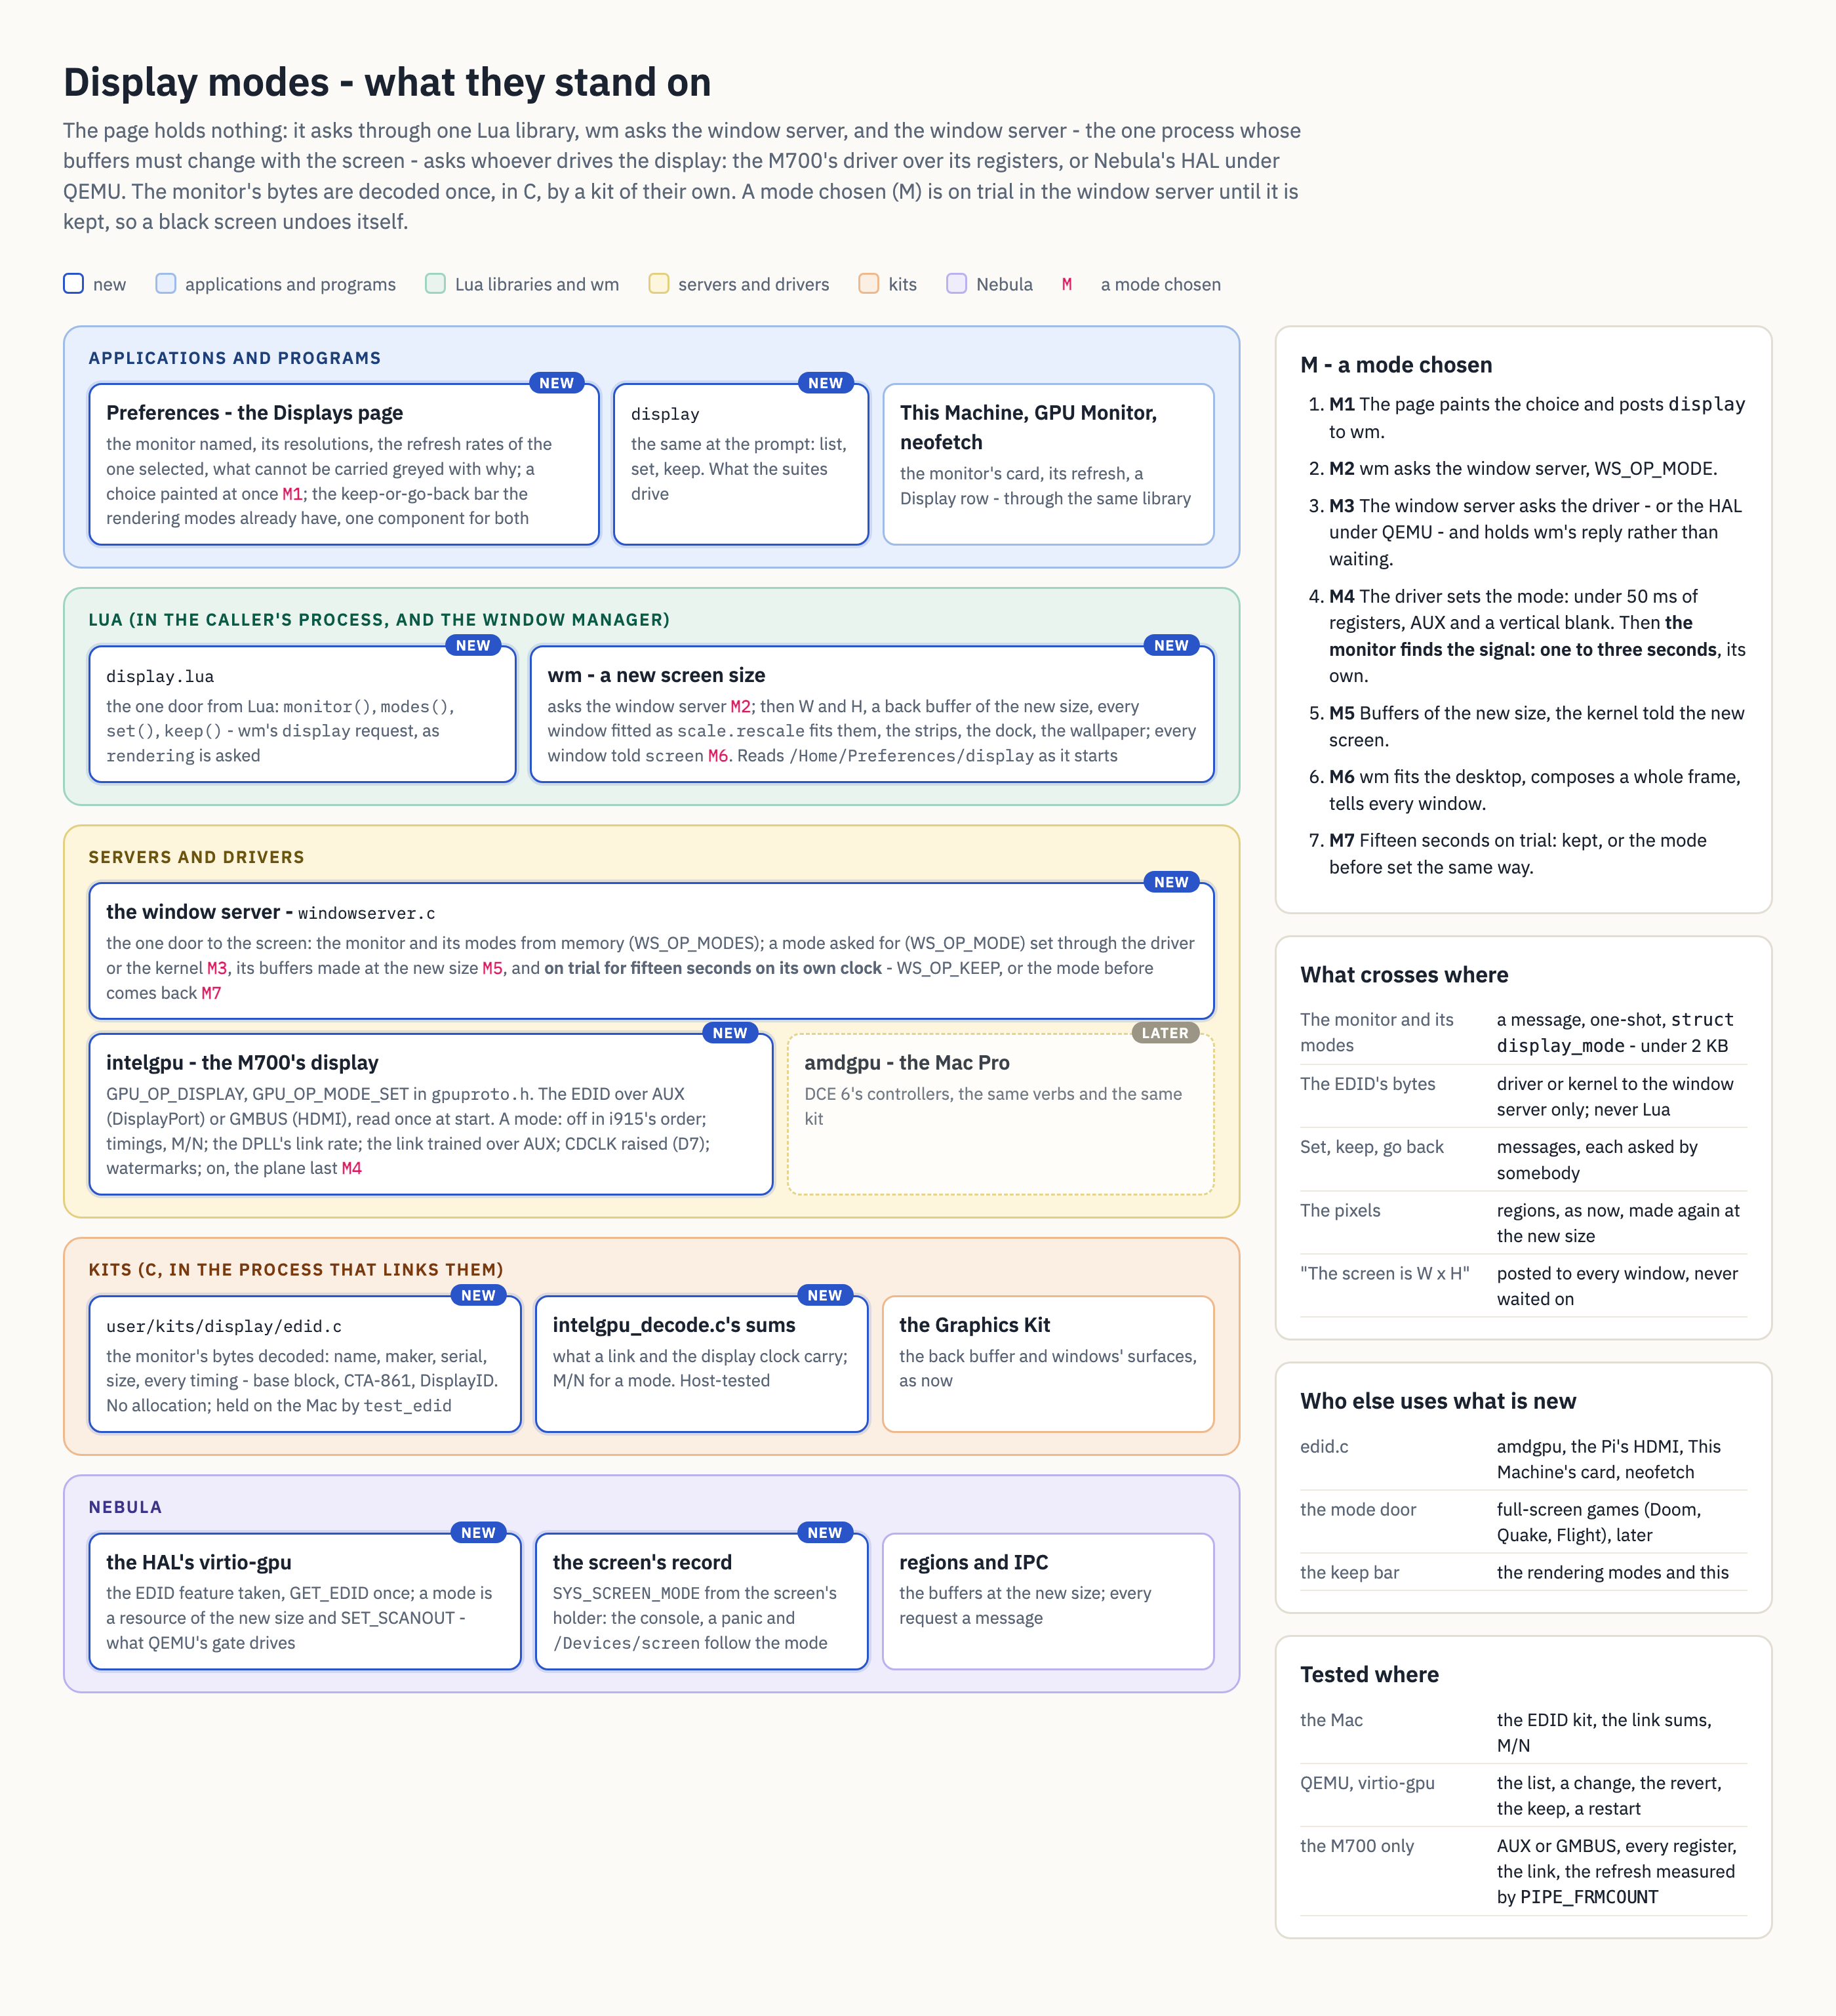 Display modes - what they stand on
The page holds nothing: it asks through one Lua library, wm asks the window server, and the window server - the one process whose
buffers must change with the screen - asks whoever drives the display: the M700's driver over its registers, or Nebula's HAL under
QEMU. The monitor's bytes are decoded once, in C, by a kit of their own. A mode chosen (M) is on trial in the window server until it is
kept, so a black screen undoes itself.
new
applications and programs
Lua libraries and wm
servers and drivers
kits
Nebula
M a mode chosen
APPLICATIONS AND PROGRAMS
NEW
Preferences - the Displays page
the monitor named, its resolutions, the refresh rates of the
one selected, what cannot be carried greyed with why; a
choice painted at once M1; the keep-or-go-back bar the
rendering modes already have, one component for both
NEW
display
the same at the prompt: list,
set, keep. What the suites
drive
This Machine, GPU Monitor,
neofetch
the monitor's card, its refresh, a
Display row - through the same library
LUA (IN THE CALLER'S PROCESS, AND THE WINDOW MANAGER)
NEW
display.lua
the one door from Lua: monitor(), modes(),
set(), keep() - wm's display request, as
rendering is asked
NEW
wm - a new screen size
asks the window server M2; then W and H, a back buffer of the new size, every
window fitted as scale.rescale fits them, the strips, the dock, the wallpaper; every
window told screen M6. Reads /Home/Preferences/display as it starts
SERVERS AND DRIVERS
NEW
the window server - windowserver.c
the one door to the screen: the monitor and its modes from memory (WS_OP_MODES); a mode asked for (WS_OP_MODE) set through the driver
or the kernel M3, its buffers made at the new size M5, and on trial for fifteen seconds on its own clock - WS_OP_KEEP, or the mode before
comes back M7
NEW
intelgpu - the M700's display
GPU_OP_DISPLAY, GPU_OP_MODE_SET in gpuproto.h. The EDID over AUX
(DisplayPort) or GMBUS (HDMI), read once at start. A mode: off in i915's order;
timings, M/N; the DPLL's link rate; the link trained over AUX; CDCLK raised (D7);
watermarks; on, the plane last M4
LATER
amdgpu - the Mac Pro
DCE 6's controllers, the same verbs and the same
kit
KITS (C, IN THE PROCESS THAT LINKS THEM)
NEW
user/kits/display/edid.c
the monitor's bytes decoded: name, maker, serial,
size, every timing - base block, CTA-861, DisplayID.
No allocation; held on the Mac by test_edid
NEW
intelgpu_decode.c's sums
what a link and the display clock carry;
M/N for a mode. Host-tested
the Graphics Kit
the back buffer and windows' surfaces,
as now
NEBULA
NEW
the HAL's virtio-gpu
the EDID feature taken, GET_EDID once; a mode is
a resource of the new size and SET_SCANOUT -
what QEMU's gate drives
NEW
the screen's record
SYS_SCREEN_MODE from the screen's
holder: the console, a panic and
/Devices/screen follow the mode
regions and IPC
the buffers at the new size; every
request a message
M - a mode chosen
1. M1 The page paints the choice and posts display
to wm.
2. M2 wm asks the window server, WS_OP_MODE.
3. M3 The window server asks the driver - or the HAL
under QEMU - and holds wm's reply rather than
waiting.
4. M4 The driver sets the mode: under 50 ms of
registers, AUX and a vertical blank. Then the
monitor finds the signal: one to three seconds, its
own.
5. M5 Buffers of the new size, the kernel told the new
screen.
6. M6 wm fits the desktop, composes a whole frame,
tells every window.
7. M7 Fifteen seconds on trial: kept, or the mode
before set the same way.
What crosses where
The monitor and its
modes
a message, one-shot, struct
display_mode - under 2 KB
The EDID's bytes
driver or kernel to the window
server only; never Lua
Set, keep, go back
messages, each asked by
somebody
The pixels
regions, as now, made again at
the new size
"The screen is W x H"
posted to every window, never
waited on
Who else uses what is new
edid.c
amdgpu, the Pi's HDMI, This
Machine's card, neofetch
the mode door
full-screen games (Doom,
Quake, Flight), later
the keep bar
the rendering modes and this
Tested where
the Mac
the EDID kit, the link sums,
M/N
QEMU, virtio-gpu
the list, a change, the revert,
the keep, a restart
the M700 only
AUX or GMBUS, every register,
the link, the refresh measured
by PIPE_FRMCOUNT